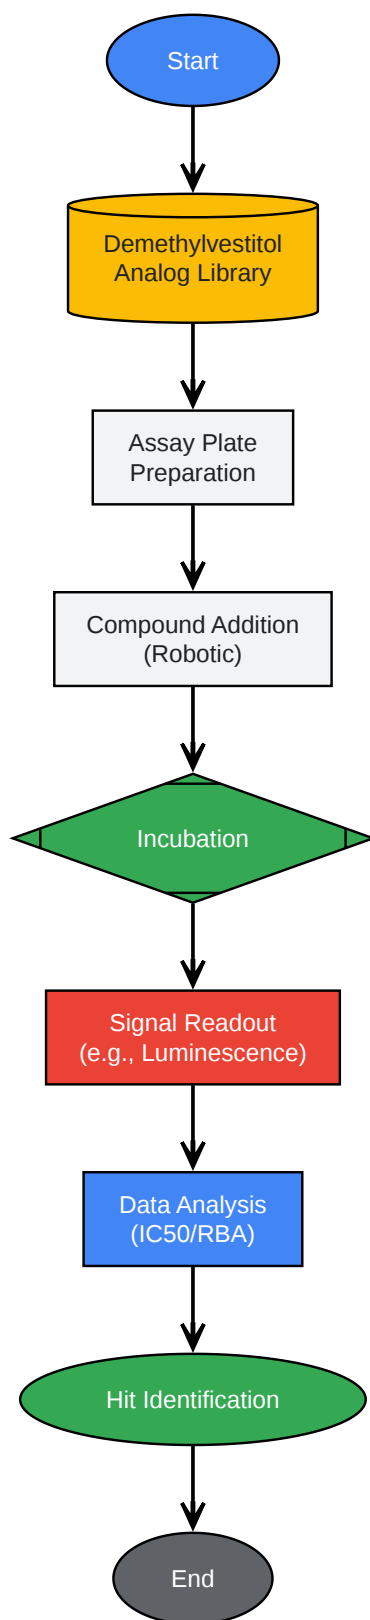 Start
Demethylvestitol
Analog Library
Assay Plate
Preparation
Compound Addition
(Robotic)
Incubation
Signal Readout
(e.g., Luminescence)
Data Analysis
(IC50/RBA)
Hit Identification
End